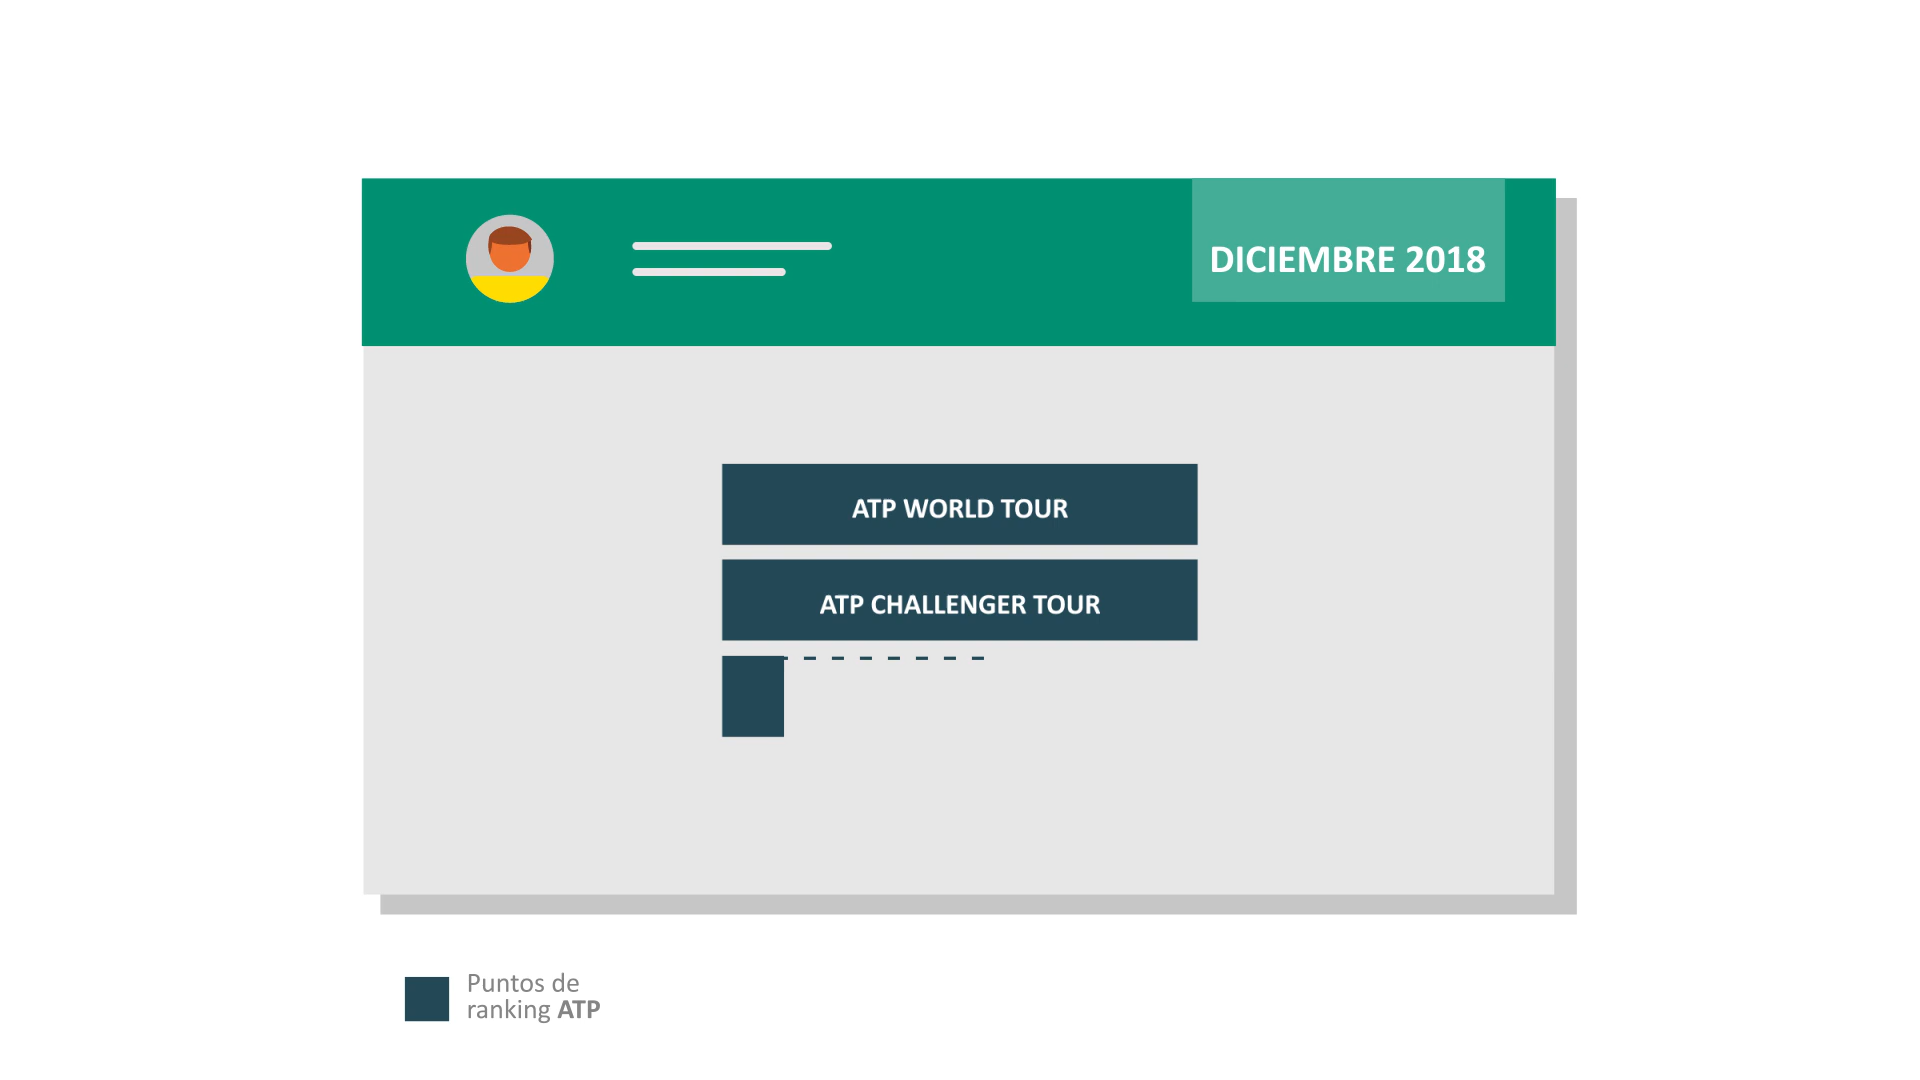 DICIEMBRE 2018
ATP WORLD TOUR
ATP CHALLENGER TOUR
Puntos de
ranking ATP